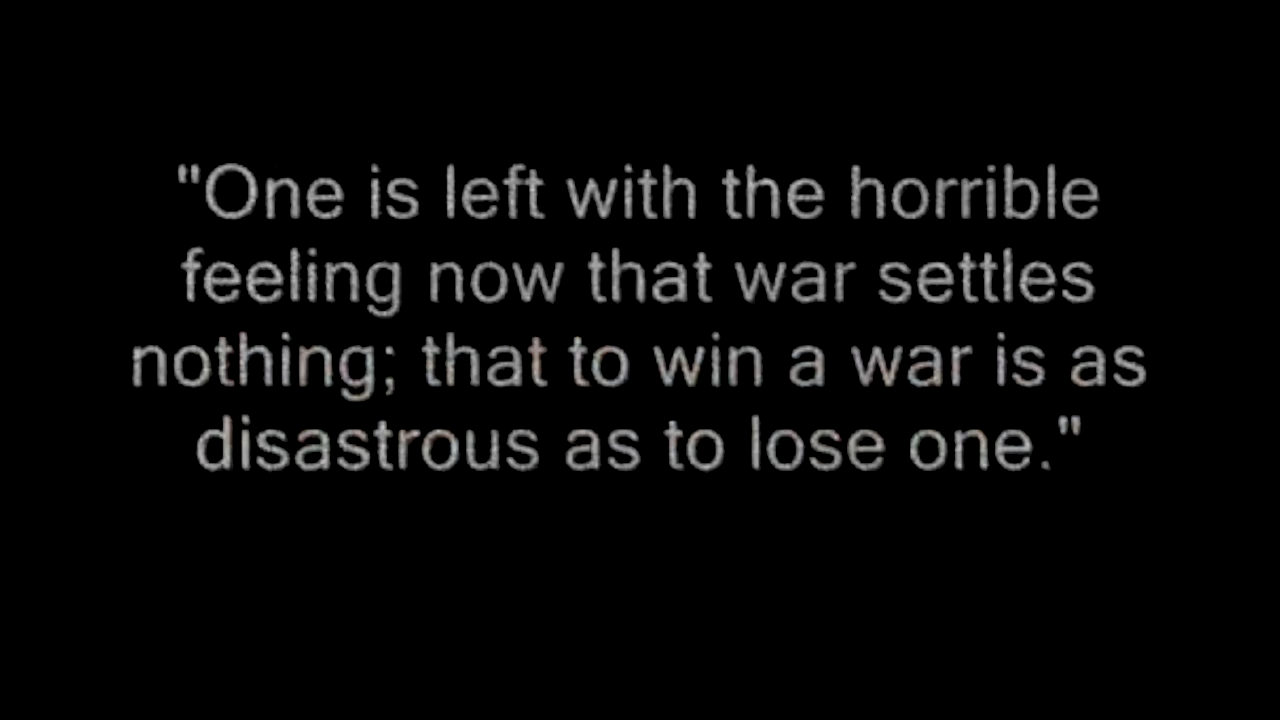 "One is left with the horrible
feeling now that war settles
nothing; that to win a war is as
disastrous as to lose one."